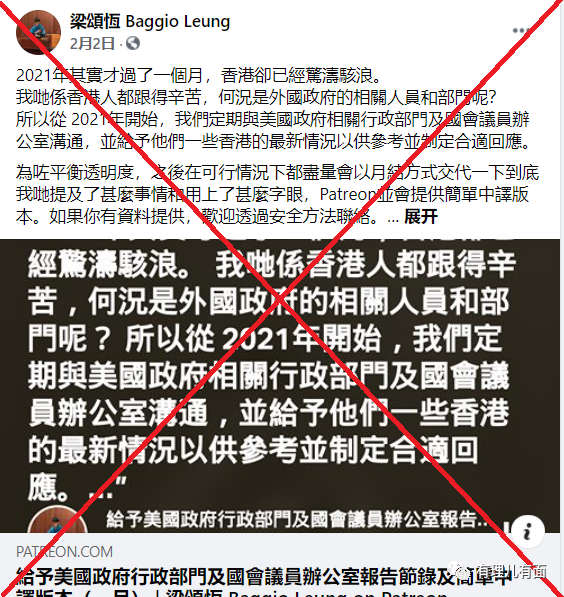 梁頌恆 Baggio Leung
2月2日
2021年其實才過了一個月，香港卻已經驚濤駭浪。
我哋係香港人都跟得辛苦，何況是外國政府的相關人員和部門呢?
所以從 2021年開始，我們定期與美國政府相關行政部門及國會議員辦
公室溝通，並給予他們一些香港的最新情況以供參考並制定合適回應。
為咗平衡透明度，之後在可行情況下都盡量會以月結方式交代一下到底
我哋提及了甚麼事情和用上了甚麼字眼，Patreon並會提供簡單中譯版
本。如果你有資料提供，歡迎透過安全方法聯絡。... 展开
經驚濤駭浪。 我哋係香港人都跟得辛
苦，何況是外國政府的相關人員和部
門呢？ 所以從 2021年開始，我們定
期與美國政府相關行政部門及國會議
員辦公室溝通，並給予他們一些香港
的最新情況以供參考並制定合適回
應。..."
給予美國政府行政部門及國會議員辦公室報告...
PATREON.COM
有理儿有面
給予美國政府行政部門及國會議員辦公室報告節錄及簡單中
譯版本（一月） | 梁頌恆 Baggio Leung on Patreon